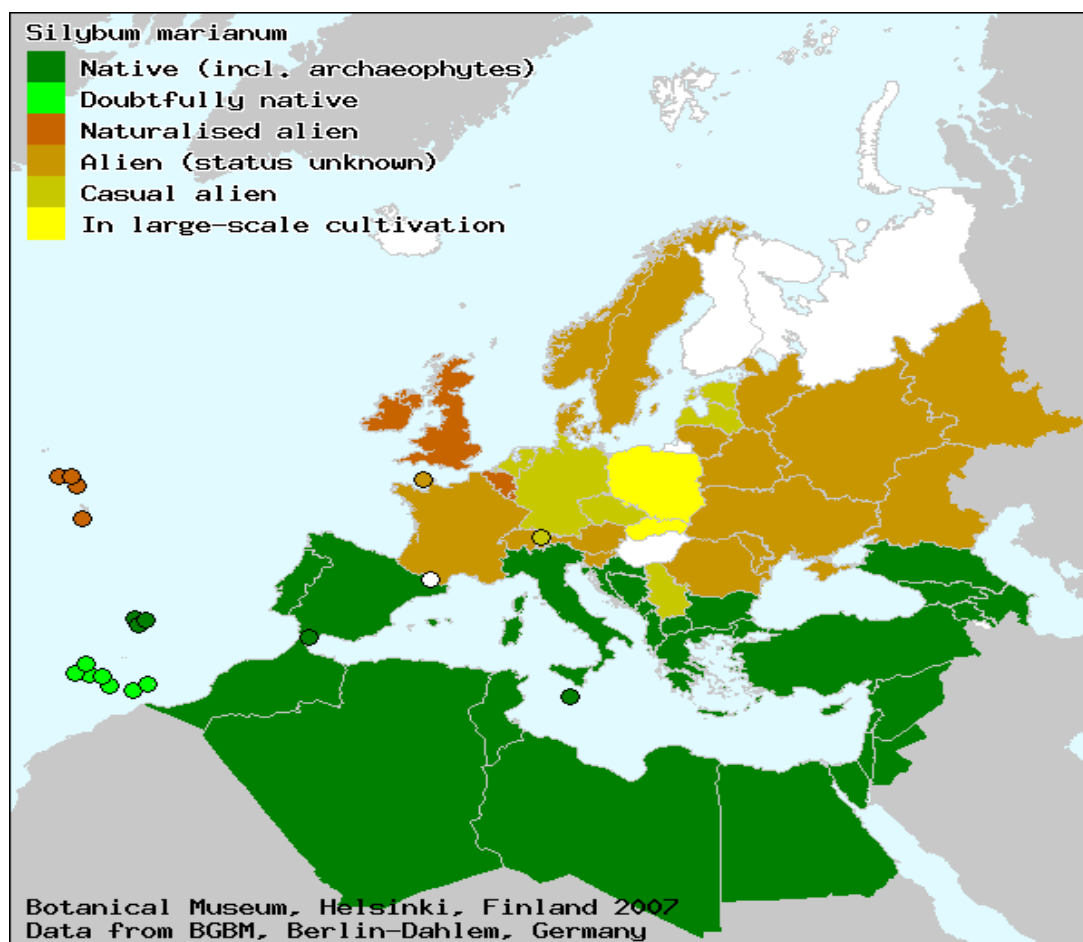 Silybum marianum
Native (incl. archaeophytes)
Doubtfully native
Naturalised alien
Alien (status unknown)
Casual alien
In large-scale cultivation
Botanical Museum, Helsinki, Finland 2007
Data from BGBM, Berlin-Dahlem, Germany